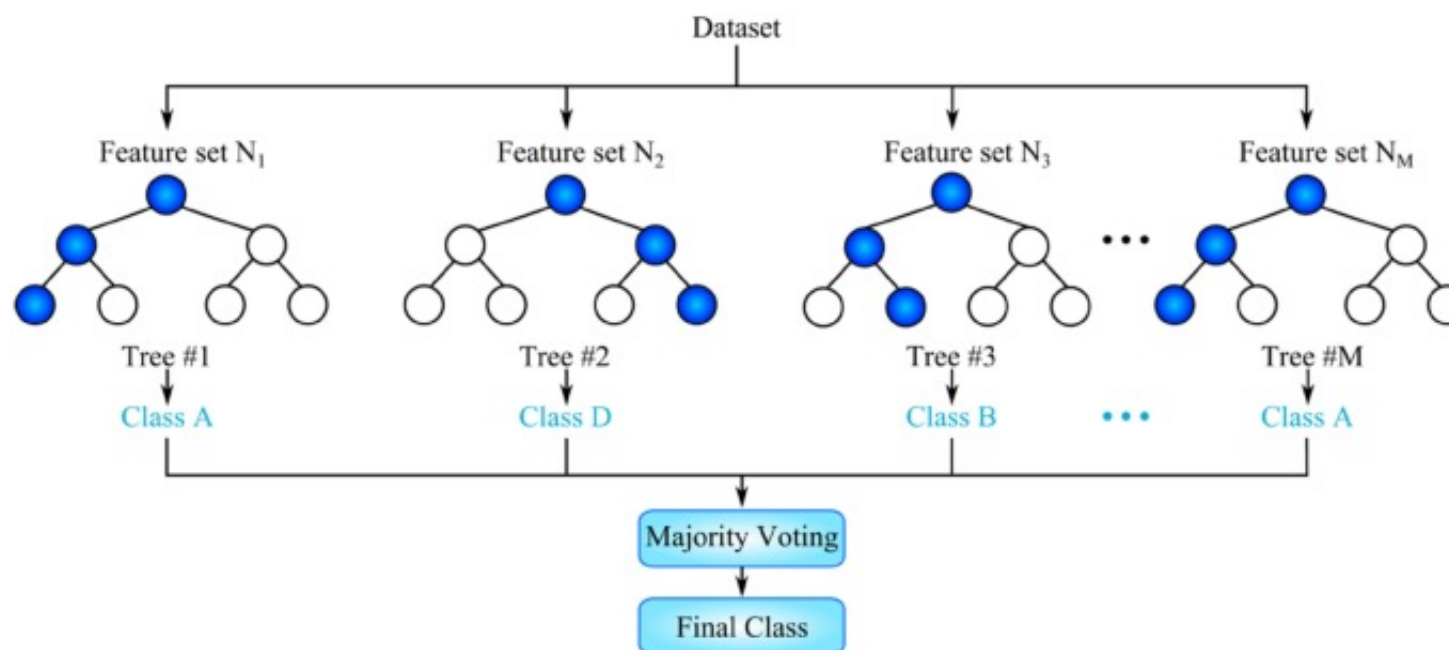 Dataset
Feature set N₁ Feature set N₂ Feature set N₃ Feature set N_M
Tree #1 Tree #2 Tree #3 Tree #M
Class A Class D Class B Class A
Majority Voting
Final Class